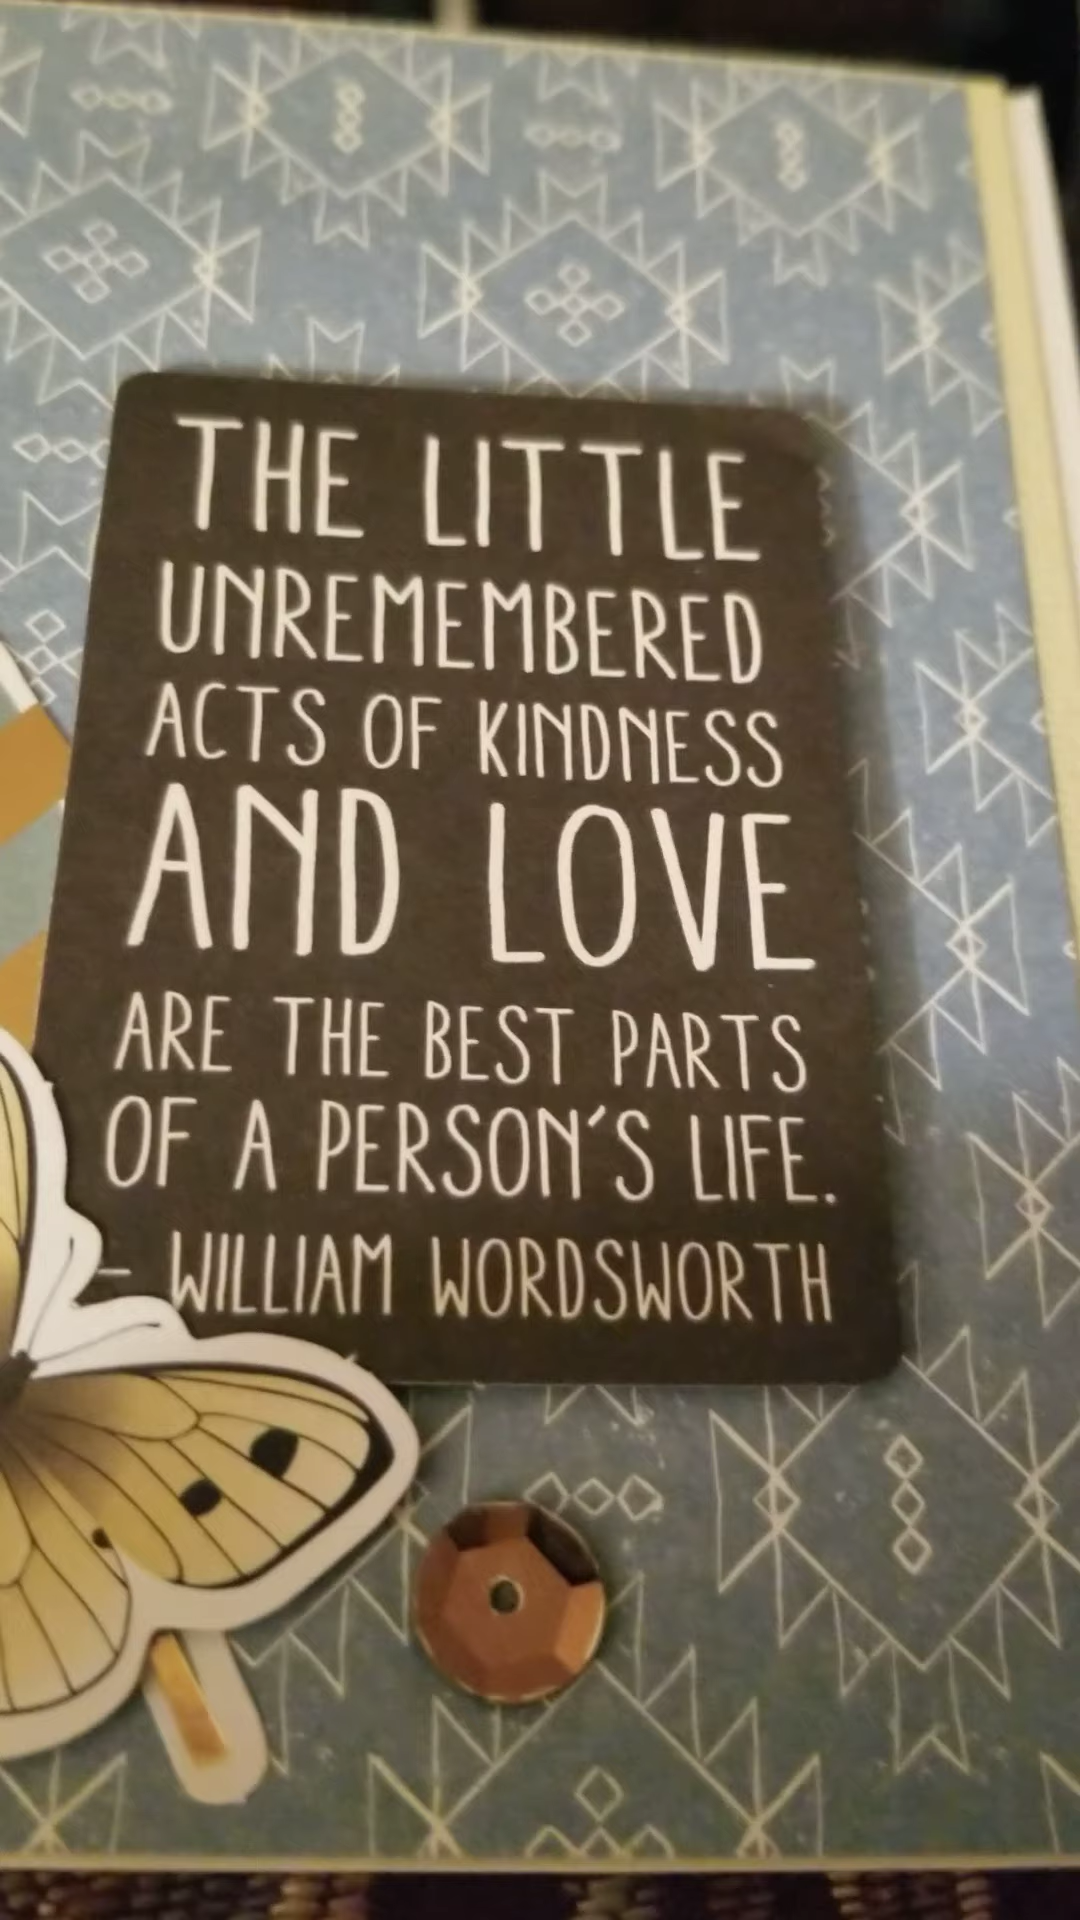 THE LITTLE
UNREMEMBERED
ACTS OF KINDNESS
AND LOVE
ARE THE BEST PARTS
OF A PERSON'S LIFE.
– WILLIAM WORDSWORTH